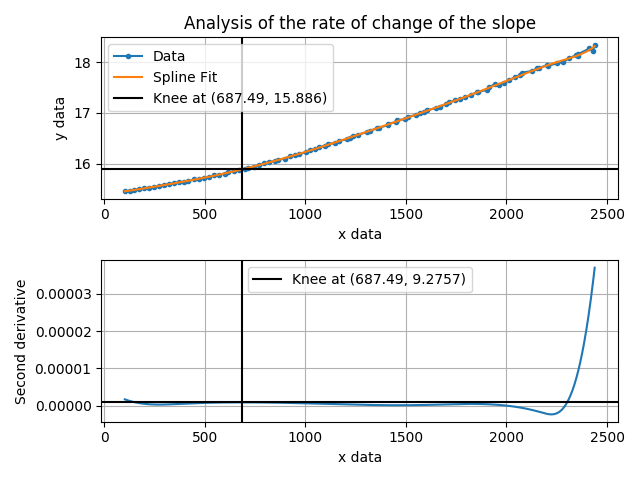 Analysis of the rate of change of the slope
Data
Spline Fit
Knee at (687.49, 15.886)
18
17
16
y data
0 500 1000 1500 2000 2500
x data
Knee at (687.49, 9.2757)
0.00003
0.00002
0.00001
0.00000
Second derivative
0 500 1000 1500 2000 2500
x data